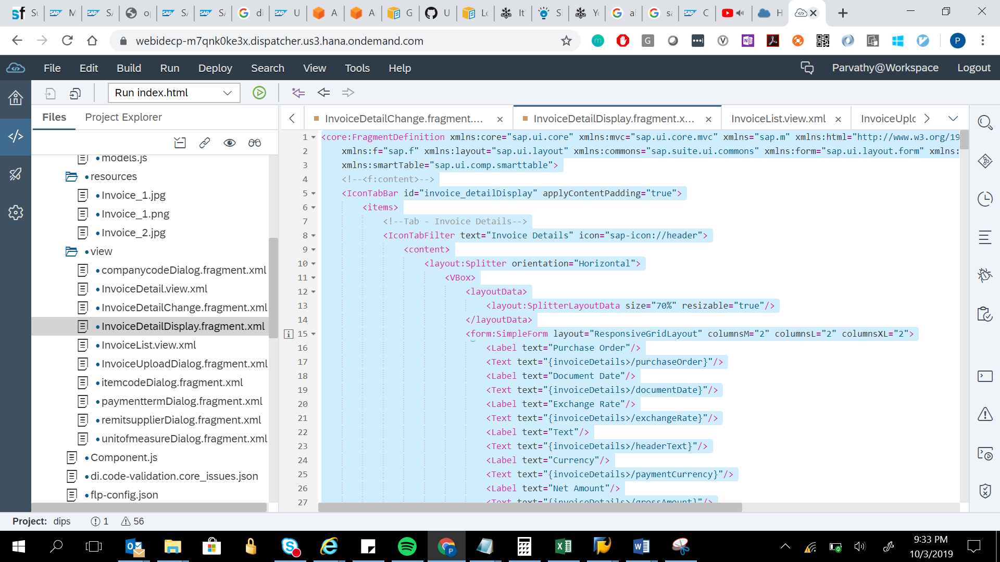 Su
M
SA
op
SA
SA
di
U
A
A
G
U
Lo
It'
Si
Yo
al
sa
C
H
webidecp-m7qnk0ke3x.dispatcher.us3.hana.ondemand.com
P
File Edit Build Run Deploy Search View Tools Help
Parvathy@Workspace Logout
Run index.html
Files Project Explorer
InvoiceDetailChange.fragment....
InvoiceDetailDisplay.fragment.x...
InvoiceList.view.xml
InvoiceUplo
models.js
resources
Invoice_1.jpg
Invoice_1.png
Invoice_2.jpg
view
companycodeDialog.fragment.xml
InvoiceDetail.view.xml
InvoiceDetailChange.fragment.xml
InvoiceDetailDisplay.fragment.xml
InvoiceList.view.xml
InvoiceUploadDialog.fragment.xml
itemcodeDialog.fragment.xml
paymenttermDialog.fragment.xml
remitsupplierDialog.fragment.xml
unitofmeasureDialog.fragment.xml
Component.js
di.code-validation.core_issues.json
flp-config.json
1 <core:FragmentDefinition xmlns:core="sap.ui.core" xmlns:mvc="sap.ui.core.mvc" xmlns="sap.m" xmlns:html="http://www.w3.org/19
2 xmlns:f="sap.f" xmlns:layout="sap.ui.layout" xmlns:commons="sap.suite.ui.commons" xmlns:form="sap.ui.layout.form" xmlns:
3 xmlns:smartTable="sap.ui.comp.smarttable">
4 <!--<f:content>-->
5 <IconTabBar id="invoice_detailDisplay" applyContentPadding="true">
6 <items>
7 <!--Tab - Invoice Details-->
8 <IconTabFilter text="Invoice Details" icon="sap-icon://header">
9 <content>
10 <layout:Splitter orientation="Horizontal">
11 <VBox>
12 <layoutData>
13 <layout:SplitterLayoutData size="70%" resizable="true"/>
14 </layoutData>
15 <form:SimpleForm layout="ResponsiveGridLayout" columnsM="2" columnsL="2" columnsXL="2">
16 <Label text="Purchase Order"/>
17 <Text text="{invoiceDetails>/purchaseOrder}"/>
18 <Label text="Document Date"/>
19 <Text text="{invoiceDetails>/documentDate}"/>
20 <Label text="Exchange Rate"/>
21 <Text text="{invoiceDetails>/exchangeRate}"/>
22 <Label text="Text"/>
23 <Text text="{invoiceDetails>/headerText}"/>
24 <Label text="Currency"/>
25 <Text text="{invoiceDetails>/paymentCurrency}"/>
26 <Label text="Net Amount"/>
27 <Text text="{invoiceDetails>/grossAmount}"/>
Project: dips 1 56
9:33 PM
10/3/2019